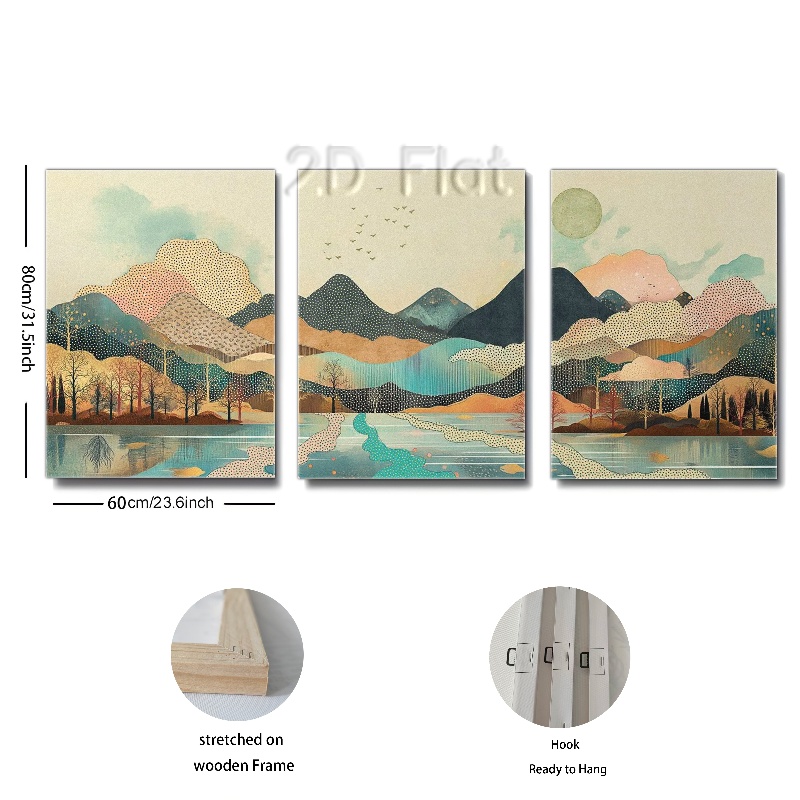 2D Flat
80cm/31.5inch
60cm/23.6inch
stretched on
wooden Frame
Hook
Ready to Hang